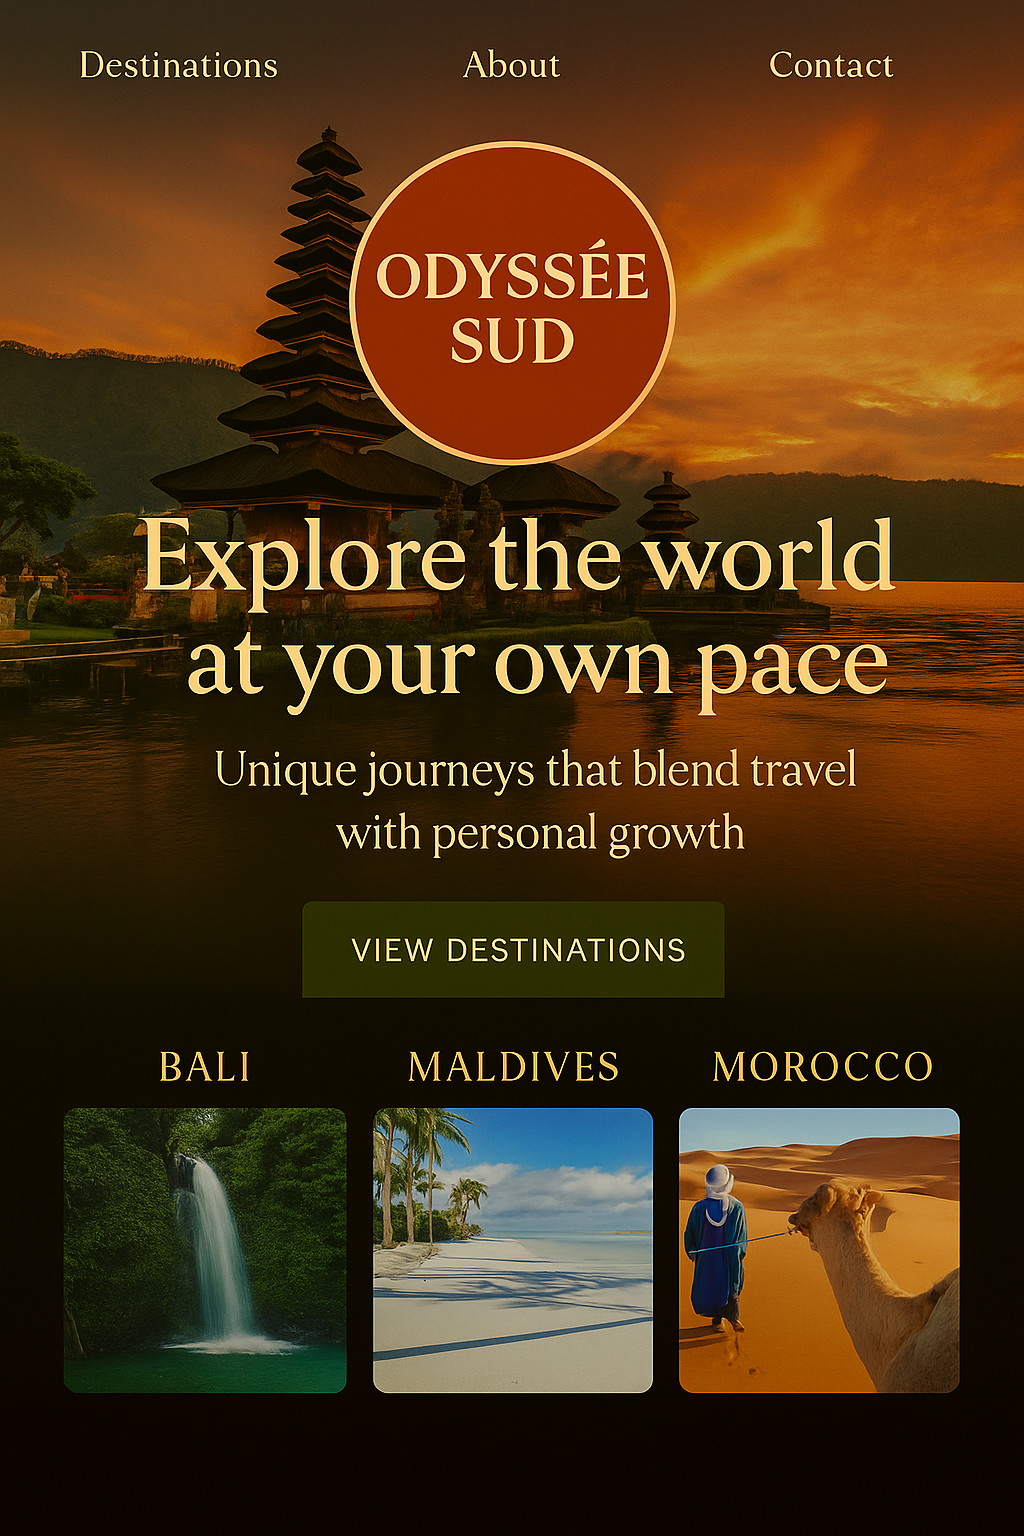 Destinations About Contact
ODYSSÉE
SUD
Explore the world
at your own pace
Unique journeys that blend travel
with personal growth
VIEW DESTINATIONS
BALI MALDIVES MOROCCO